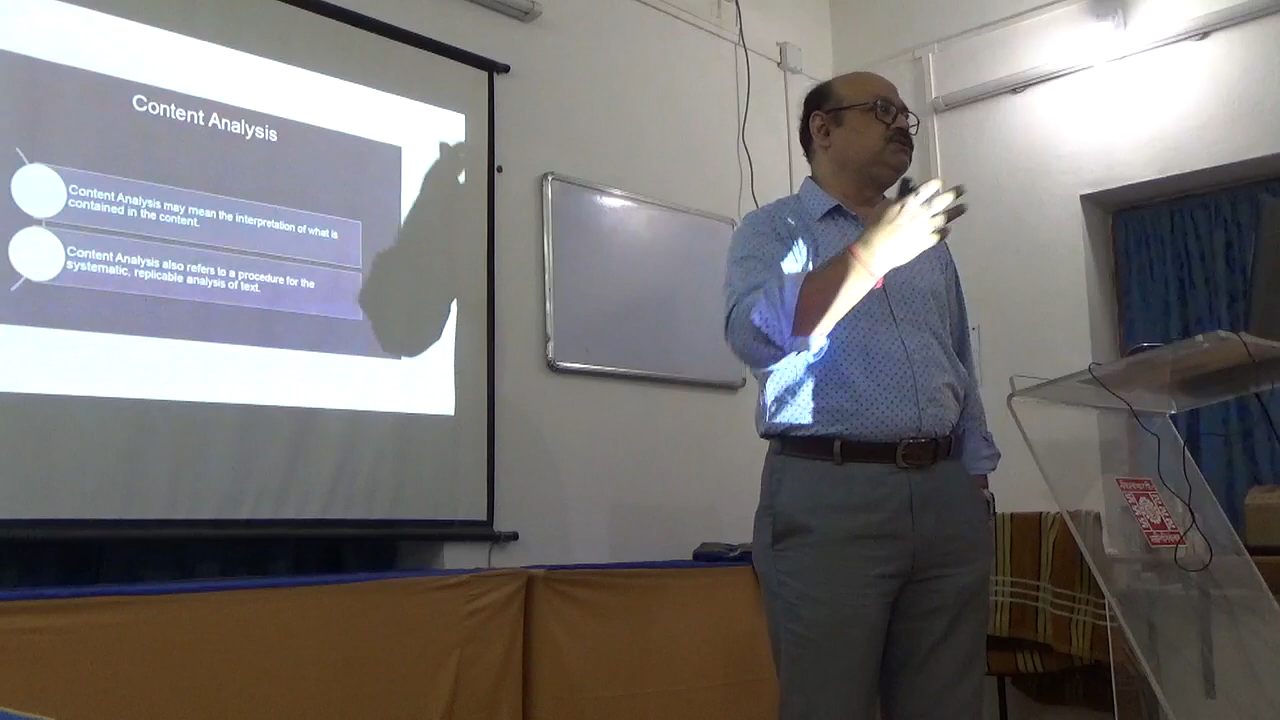 Content Analysis
Content Analysis may mean the interpretation of what is
contained in the content.
Content Analysis also refers to a procedure for the
systematic, replicable analysis of text.